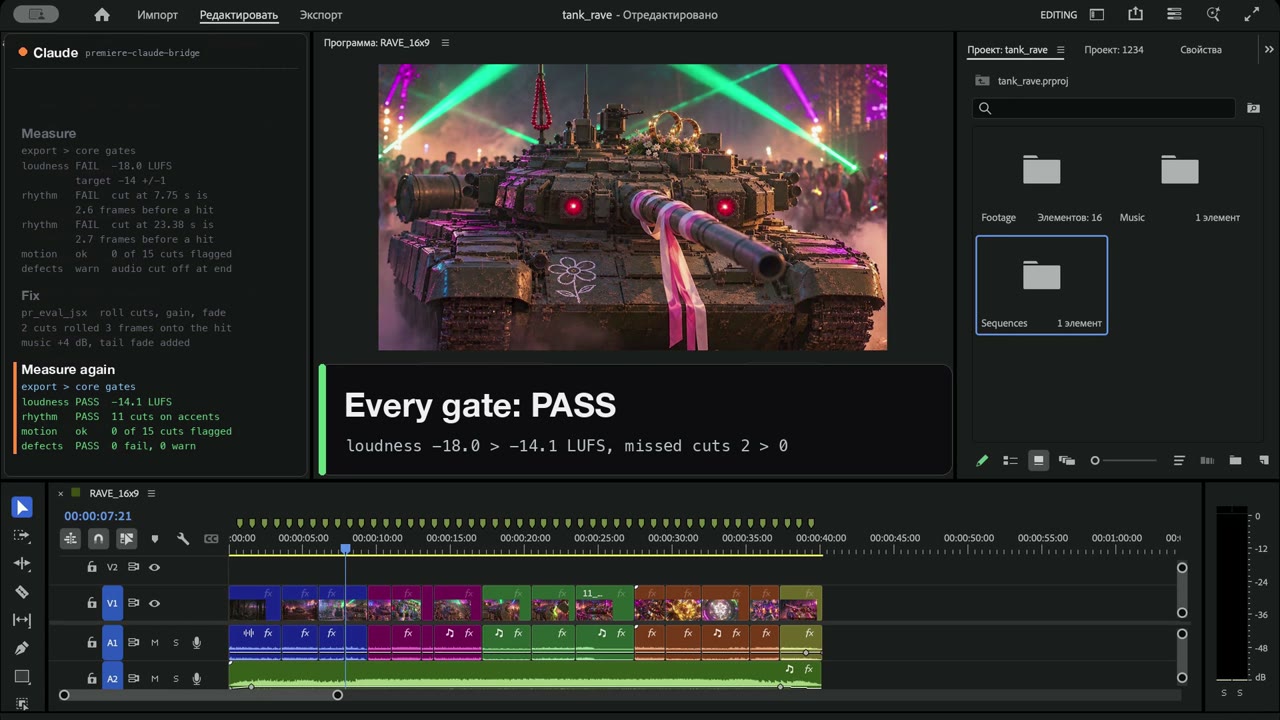 Импорт
Редактировать
Экспорт
tank_rave - Отредактировано
EDITING
Claude premiere-claude-bridge
Measure
export > core gates
loudness FAIL −18.0 LUFS
target −14 +/−1
rhythm FAIL cut at 7.75 s is
2.6 frames before a hit
rhythm FAIL cut at 23.38 s is
2.7 frames before a hit
motion ok 0 of 15 cuts flagged
defects warn audio cut off at end
Fix
pr_eval_jsx roll cuts, gain, fade
2 cuts rolled 3 frames onto the hit
music +4 dB, tail fade added
Measure again
export > core gates
loudness PASS −14.1 LUFS
rhythm PASS 11 cuts on accents
motion ok 0 of 15 cuts flagged
defects PASS 0 fail, 0 warn
Программа: RAVE_16x9
Every gate: PASS
loudness −18.0 > −14.1 LUFS, missed cuts 2 > 0
Проект: tank_rave
Проект: 1234
Свойства
tank_rave.prproj
Footage Элементов: 16
Music 1 элемент
Sequences 1 элемент
× RAVE_16x9
00:00:07:21
:00:00 00:00:05:00 00:00:10:00 00:00:15:00 00:00:20:00 00:00:25:00 00:00:30:00 00:00:35:00 00:00:40:00 00:00:45:00 00:00:50:00 00:00:55:00 00:01:00:00 00:
V2
V1
11_...
A1 M S
A2 M S
fx
0
-12
-24
-36
-48
dB
S S